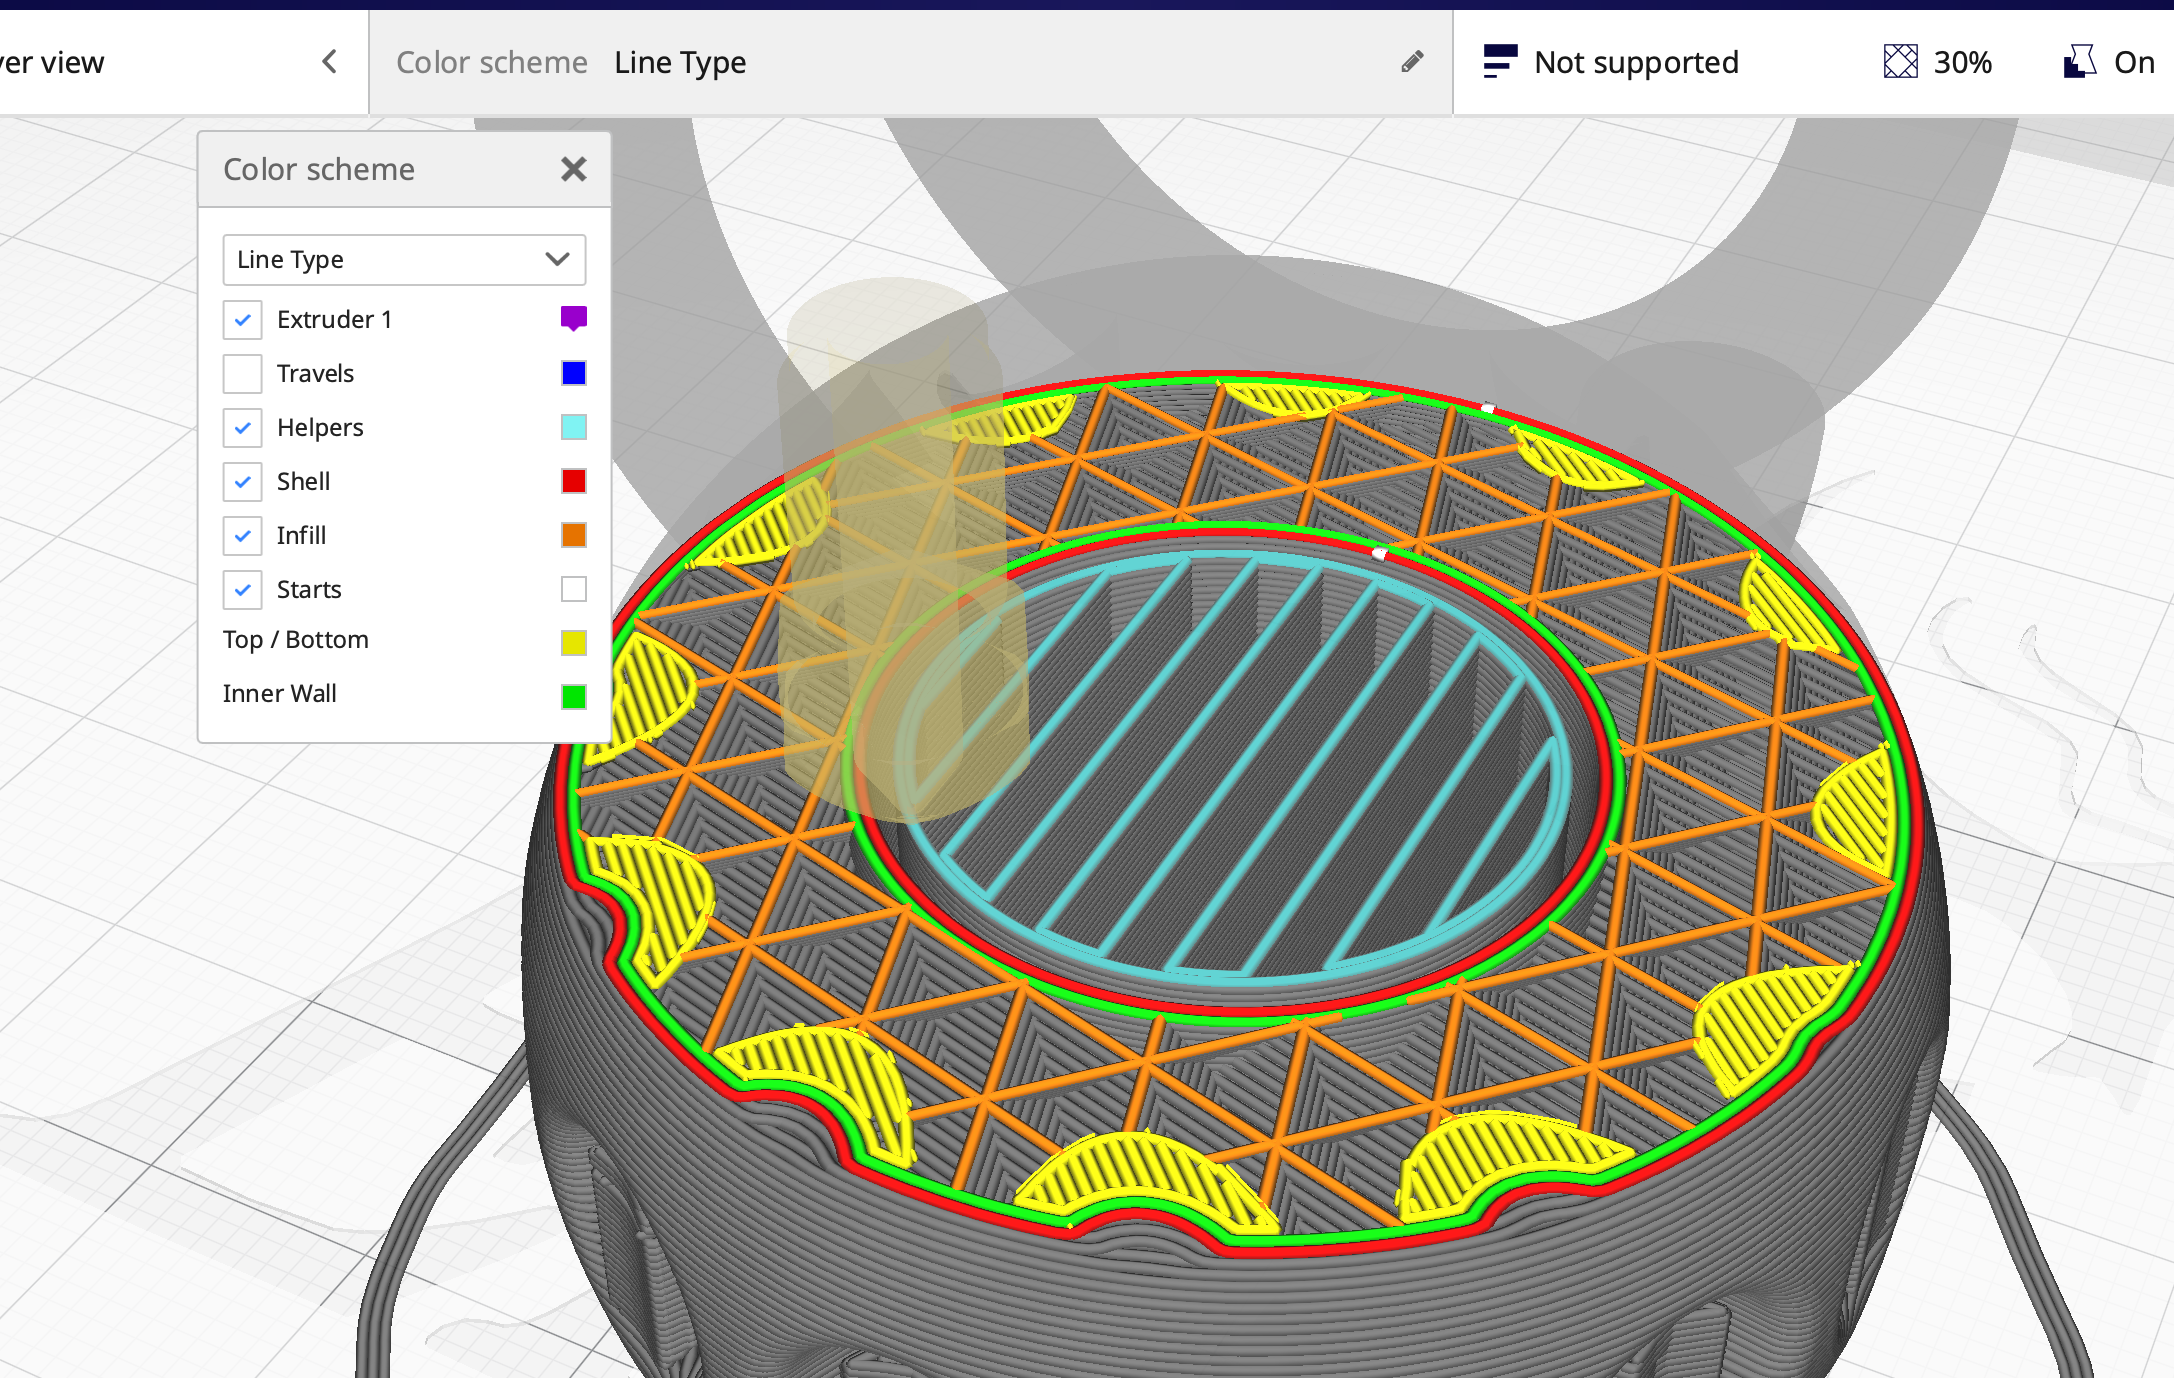 ver view
Color scheme Line Type
Not supported
30%
On
Color scheme
Line Type
Extruder 1
Travels
Helpers
Shell
Infill
Starts
Top / Bottom
Inner Wall